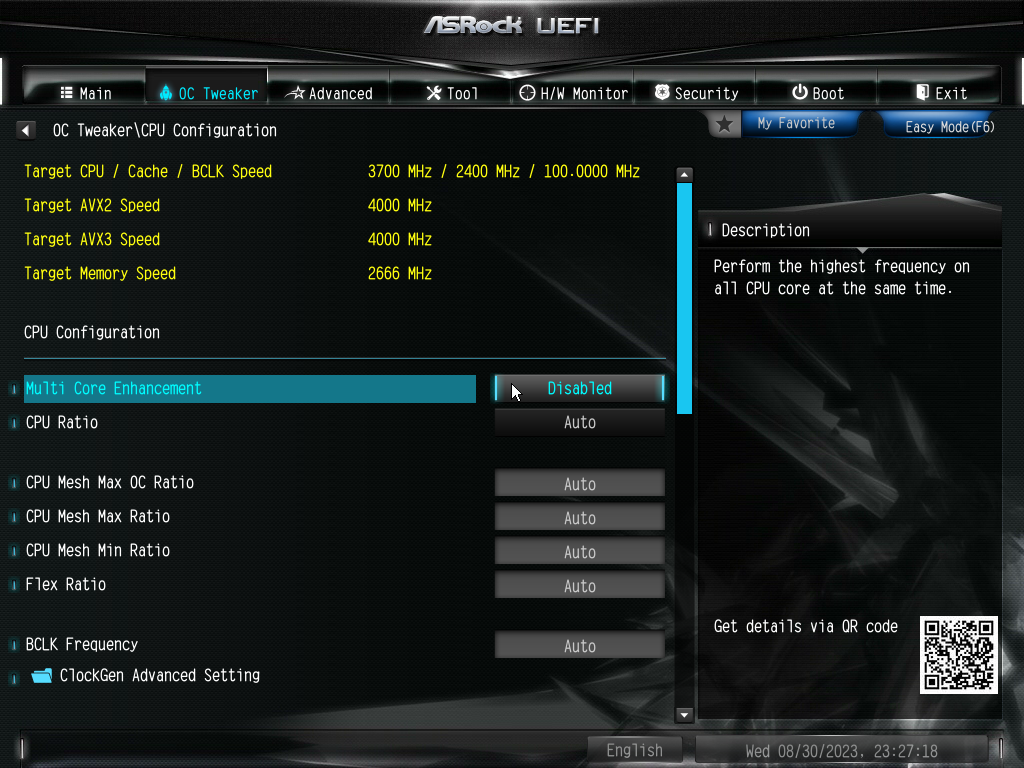 ASRock UEFI
Main OC Tweaker Advanced Tool H/W Monitor Security Boot Exit
OC Tweaker\CPU Configuration
My Favorite Easy Mode(F6)
Target CPU / Cache / BCLK Speed 3700 MHz / 2400 MHz / 100.0000 MHz
Target AVX2 Speed 4000 MHz
Target AVX3 Speed 4000 MHz
Target Memory Speed 2666 MHz
CPU Configuration
Multi Core Enhancement Disabled
CPU Ratio Auto
CPU Mesh Max OC Ratio Auto
CPU Mesh Max Ratio Auto
CPU Mesh Min Ratio Auto
Flex Ratio Auto
BCLK Frequency Auto
ClockGen Advanced Setting
Description
Perform the highest frequency on
all CPU core at the same time.
Get details via QR code
English Wed 08/30/2023, 23:27:18